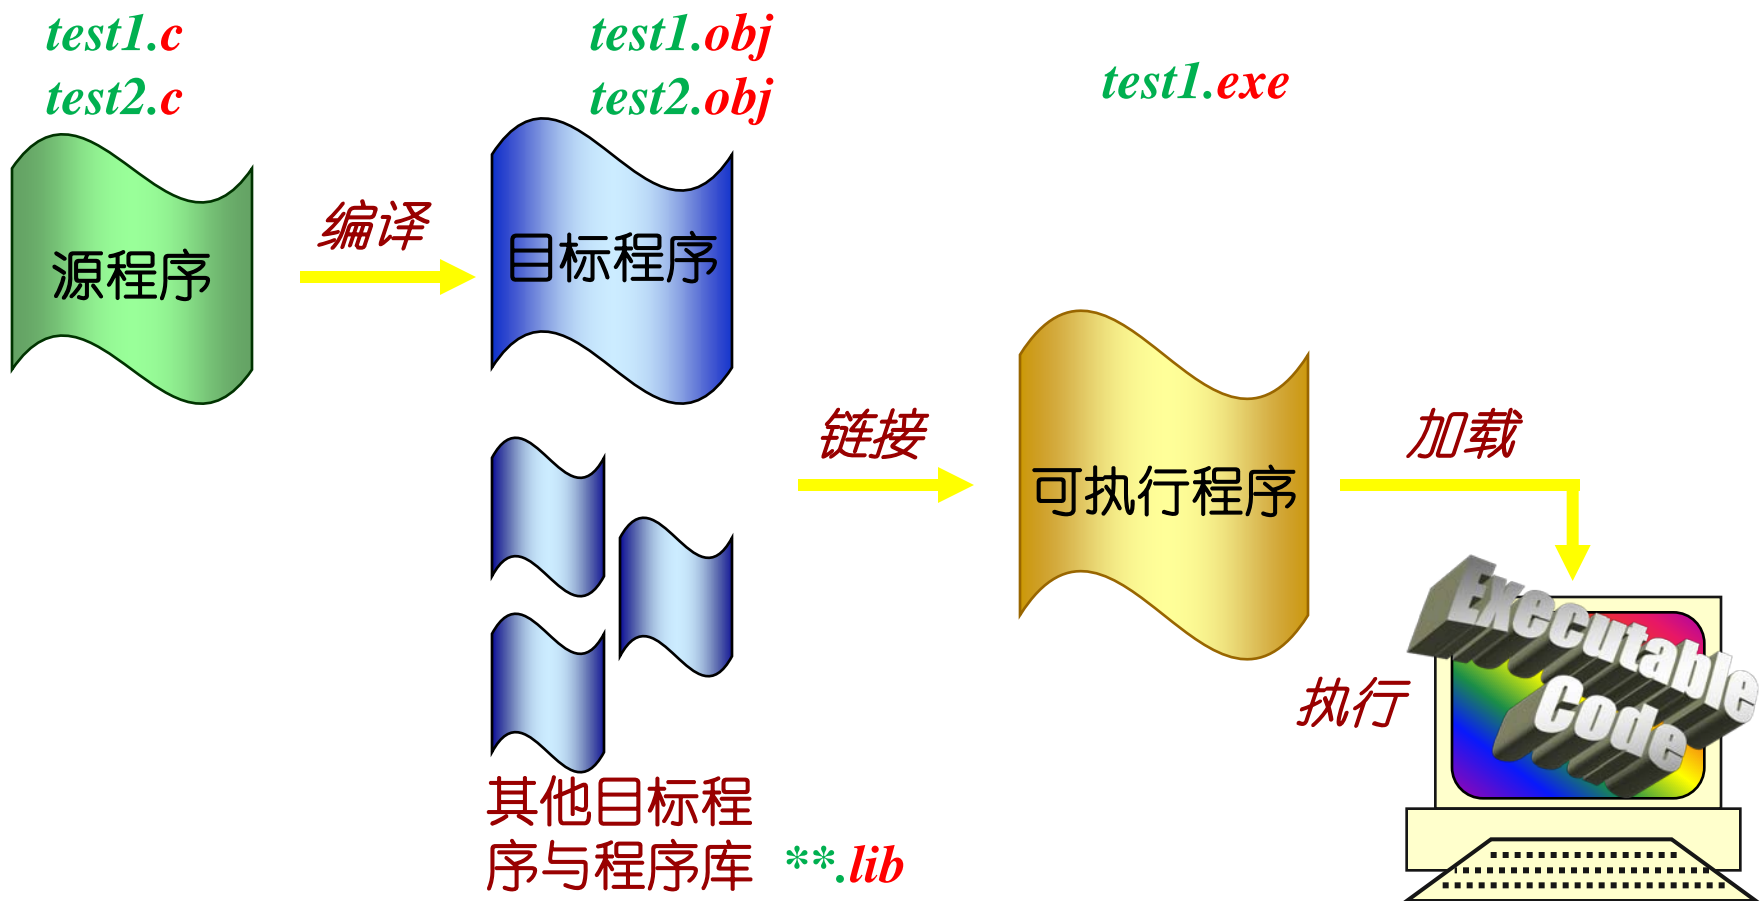 test1.c
test2.c
源程序
编译
test1.obj
test2.obj
目标程序
其他目标程
序与程序库
**.lib
链接
test1.exe
可执行程序
加载
执行
Executable
Code